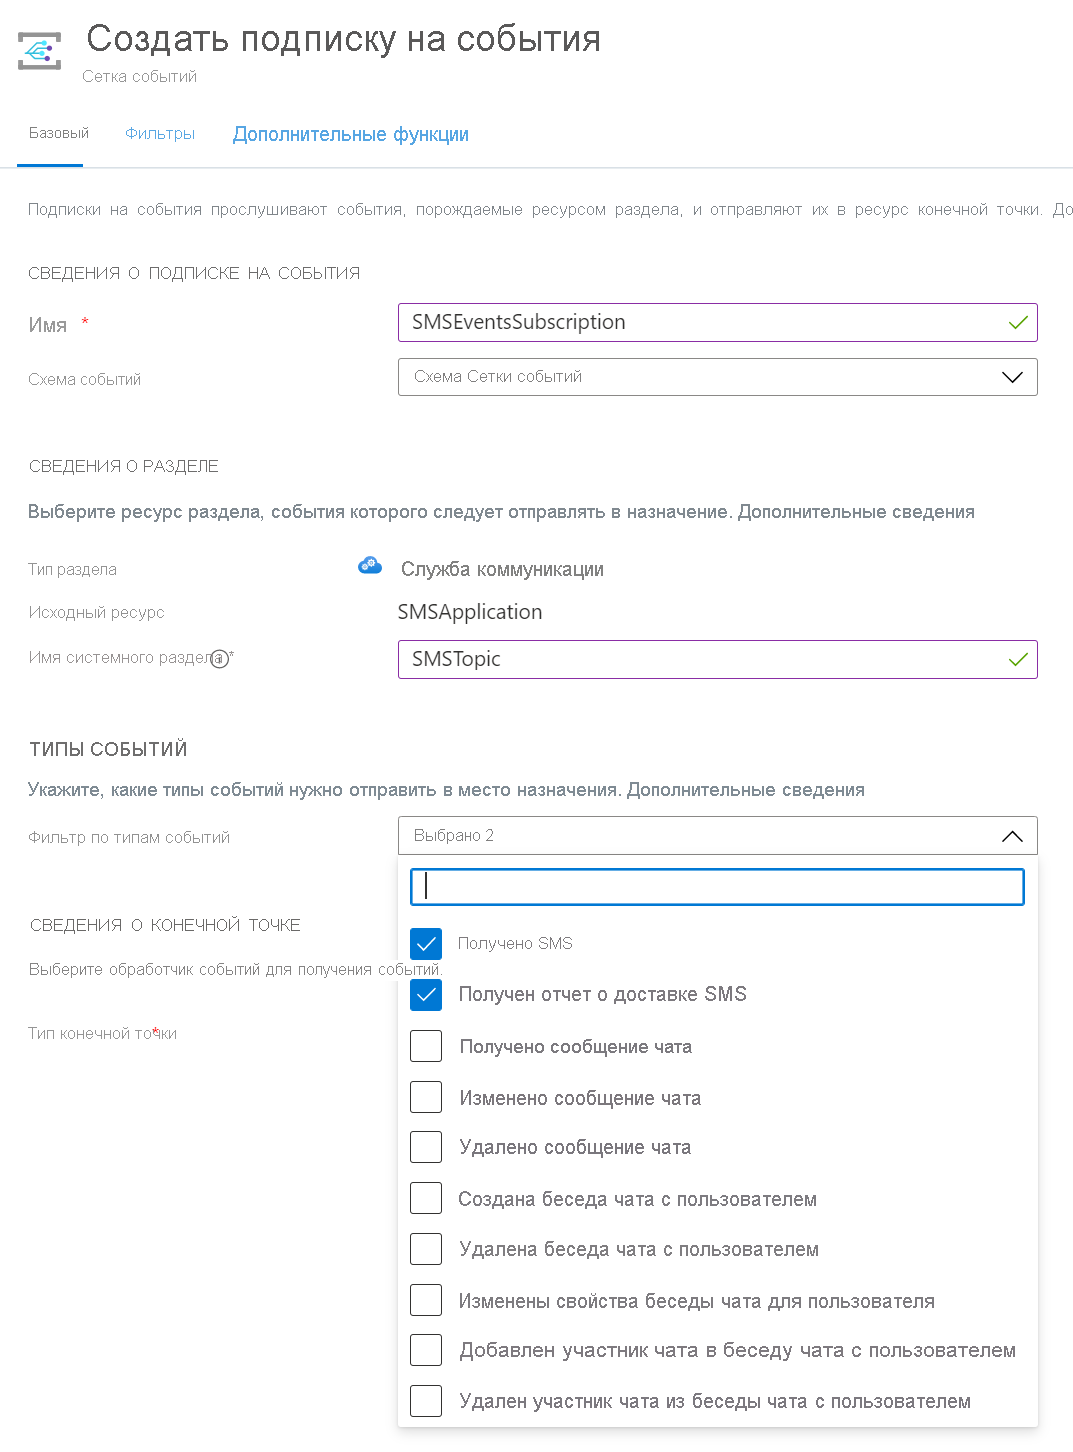 Создать подписку на события
Сетка событий
Базовый Фильтры Дополнительные функции
Подписки на события прослушивают события, порождаемые ресурсом раздела, и отправляют их в ресурс конечной точки. До
СВЕДЕНИЯ О ПОДПИСКЕ НА СОБЫТИЯ
Имя * SMSEventsSubscription
Схема событий Схема Сетки событий
СВЕДЕНИЯ О РАЗДЕЛЕ
Выберите ресурс раздела, события которого следует отправлять в назначение. Дополнительные сведения
Тип раздела Служба коммуникации
Исходный ресурс SMSApplication
Имя системного раздела * SMSTopic
ТИПЫ СОБЫТИЙ
Укажите, какие типы событий нужно отправить в место назначения. Дополнительные сведения
Фильтр по типам событий Выбрано 2
СВЕДЕНИЯ О КОНЕЧНОЙ ТОЧКЕ
Выберите обработчик событий для получения событий.
Тип конечной точки *
Получено SMS
Получен отчет о доставке SMS
Получено сообщение чата
Изменено сообщение чата
Удалено сообщение чата
Создана беседа чата с пользователем
Удалена беседа чата с пользователем
Изменены свойства беседы чата для пользователя
Добавлен участник чата в беседу чата с пользователем
Удален участник чата из беседы чата с пользователем